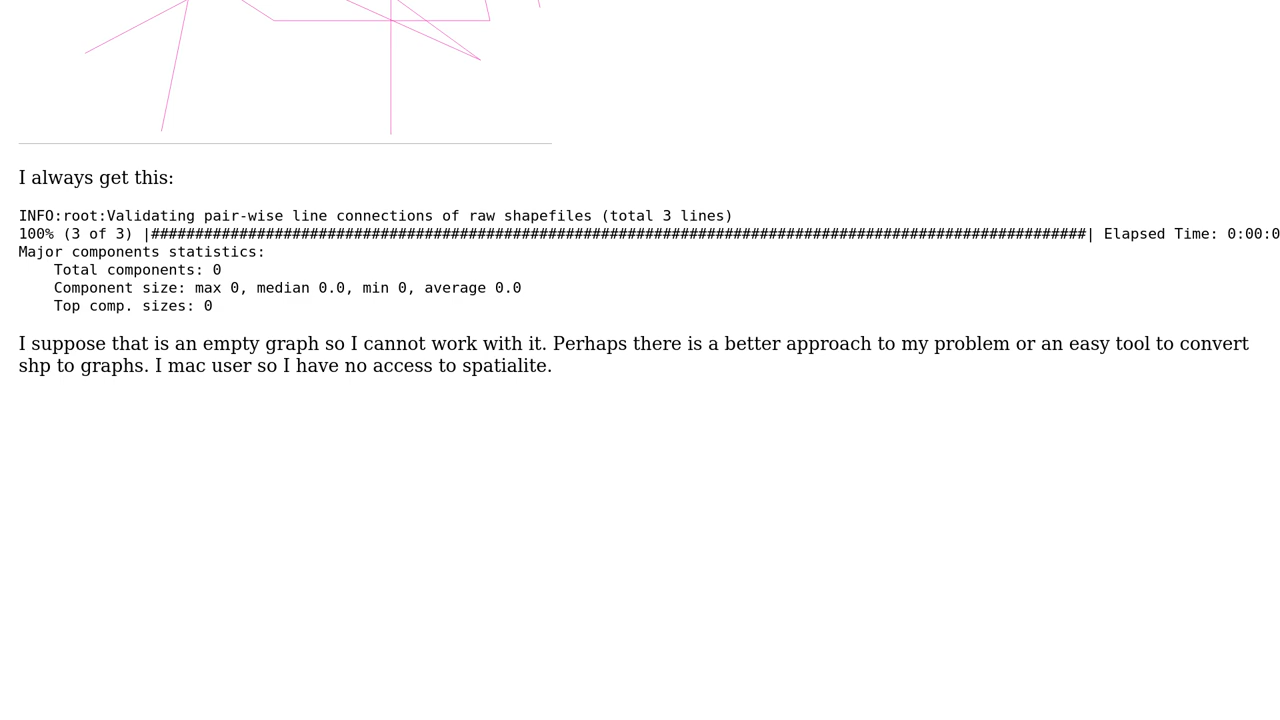 I always get this:
INFO:root:Validating pair-wise line connections of raw shapefiles (total 3 lines)
100% (3 of 3) |##########################################################################################################| Elapsed Time: 0:00:0
Major components statistics:
    Total components: 0
    Component size: max 0, median 0.0, min 0, average 0.0
    Top comp. sizes: 0
I suppose that is an empty graph so I cannot work with it. Perhaps there is a better approach to my problem or an easy tool to convert
shp to graphs. I mac user so I have no access to spatialite.